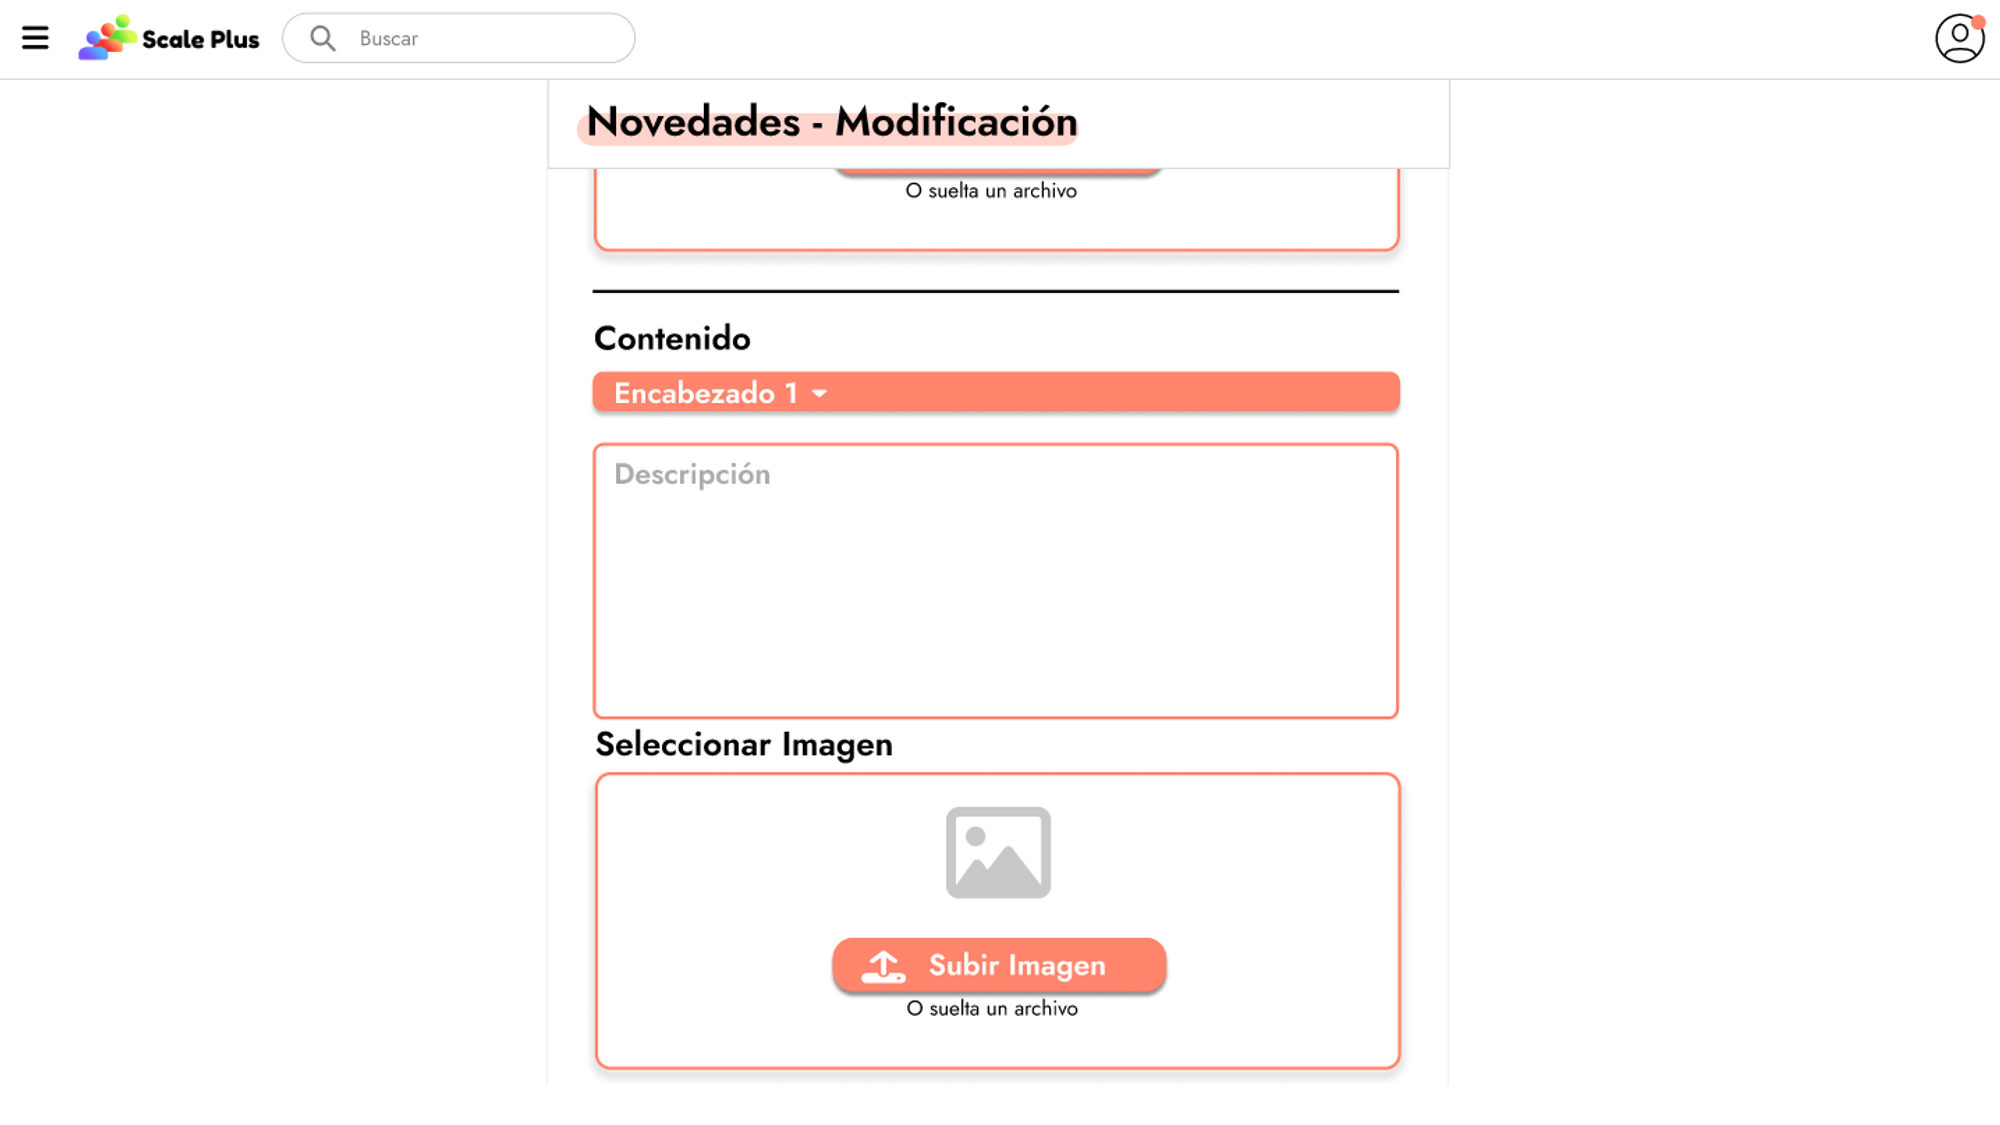 Scale Plus
Buscar
Novedades - Modificación
O suelta un archivo
Contenido
Encabezado 1
Descripción
Seleccionar Imagen
Subir Imagen
O suelta un archivo